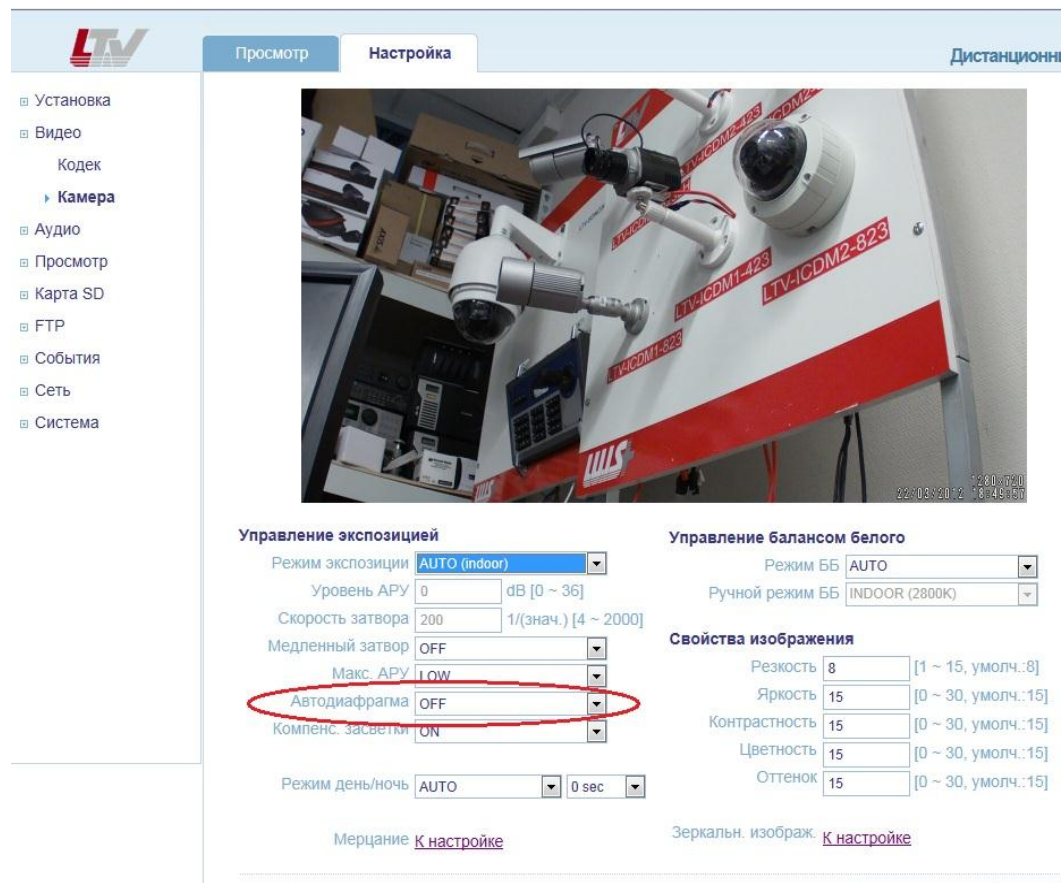 LTV
Просмотр
Настройка
Установка
Видео
Кодек
Камера
Аудио
Просмотр
Карта SD
FTP
События
Сеть
Система
LTV-ICDM2-423
LTV-ICDM2-823
LTV-ICDM1-423
LTV-ICDM1-823
1280x720
22/03/2012 18:49:57
Управление экспозицией
Режим экспозиции AUTO (indoor)
Уровень АРУ 0 dB [0 ~ 36]
Скорость затвора 200 1/(знач.) [4 ~ 2000]
Медленный затвор OFF
Макс. АРУ LOW
Автодиафрагма OFF
Компенс. засветки ON
Режим день/ночь AUTO 0 sec
Мерцание К настройке
Управление балансом белого
Режим ББ AUTO
Ручной режим ББ INDOOR (2800K)
Свойства изображения
Резкость 8 [1 ~ 15, умолч.:8]
Яркость 15 [0 ~ 30, умолч.:15]
Контрастность 15 [0 ~ 30, умолч.:15]
Цветность 15 [0 ~ 30, умолч.:15]
Оттенок 15 [0 ~ 30, умолч.:15]
Зеркальн. изображ. К настройке